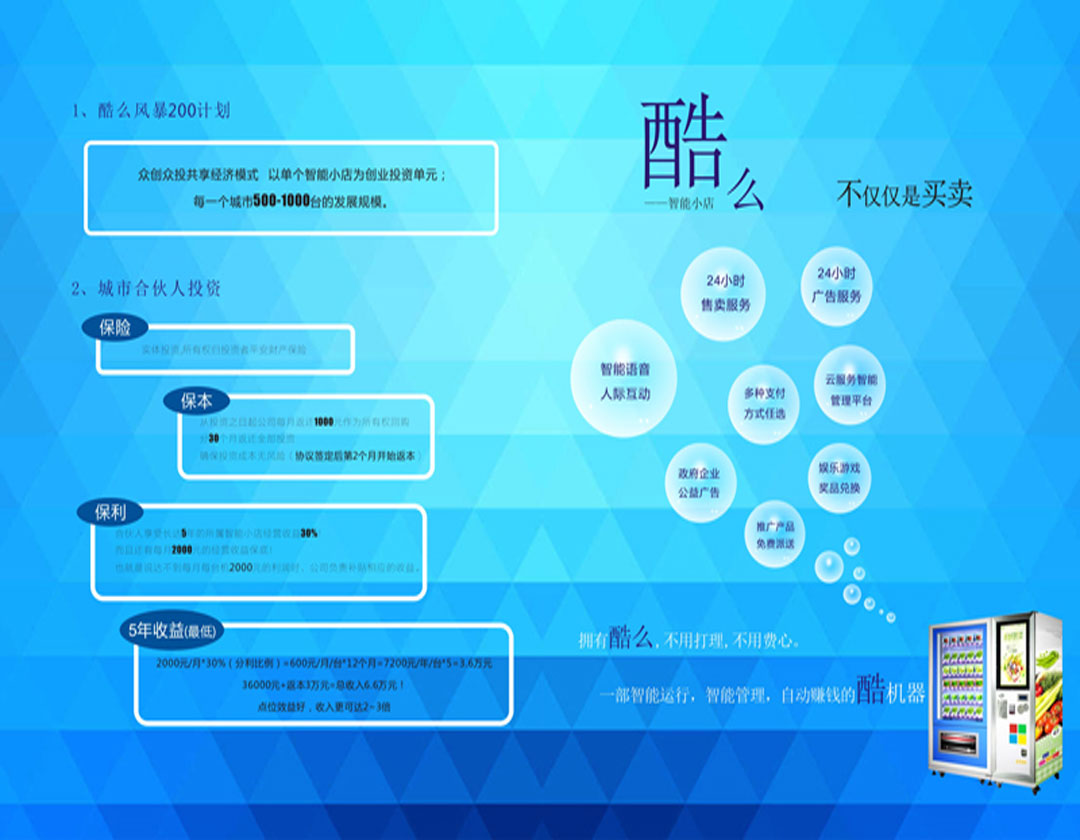 1、酷么风暴200计划
众创众投共享经济模式 以单个智能小店为创业投资单元；
每一个城市500-1000台的发展规模。
2、城市合伙人投资
保险
实体投资,所有权归投资者平安财产保险
保本
从投资之日起公司每月返还1000元作为所有权回购
分30个月返还全部投资
确保投资成本无风险（协议签定后第2个月开始返本）
保利
合伙人享受长达5年的所属智能小店经营收益30%
而且还有每月2000元的经营收益保底!
也就是说达不到每月每台机2000元的利润时，公司负责补贴相应的收益。
5年收益(最低)
2000元/月*30%（分利比例）=600元/月/台*12个月=7200元/年/台*5=3.6万元
36000元+返本3万元=总收入6.6万元！
点位效益好，收入更可达2-3倍
酷么
——智能小店
不仅仅是买卖
24小时
售卖服务
24小时
广告服务
智能语音
人际互动
多种支付
方式任选
云服务智能
管理平台
政府企业
公益广告
娱乐游戏
奖品兑换
推广产品
免费派送
拥有酷么,不用打理,不用费心。
一部智能运行，智能管理，自动赚钱的酷机器